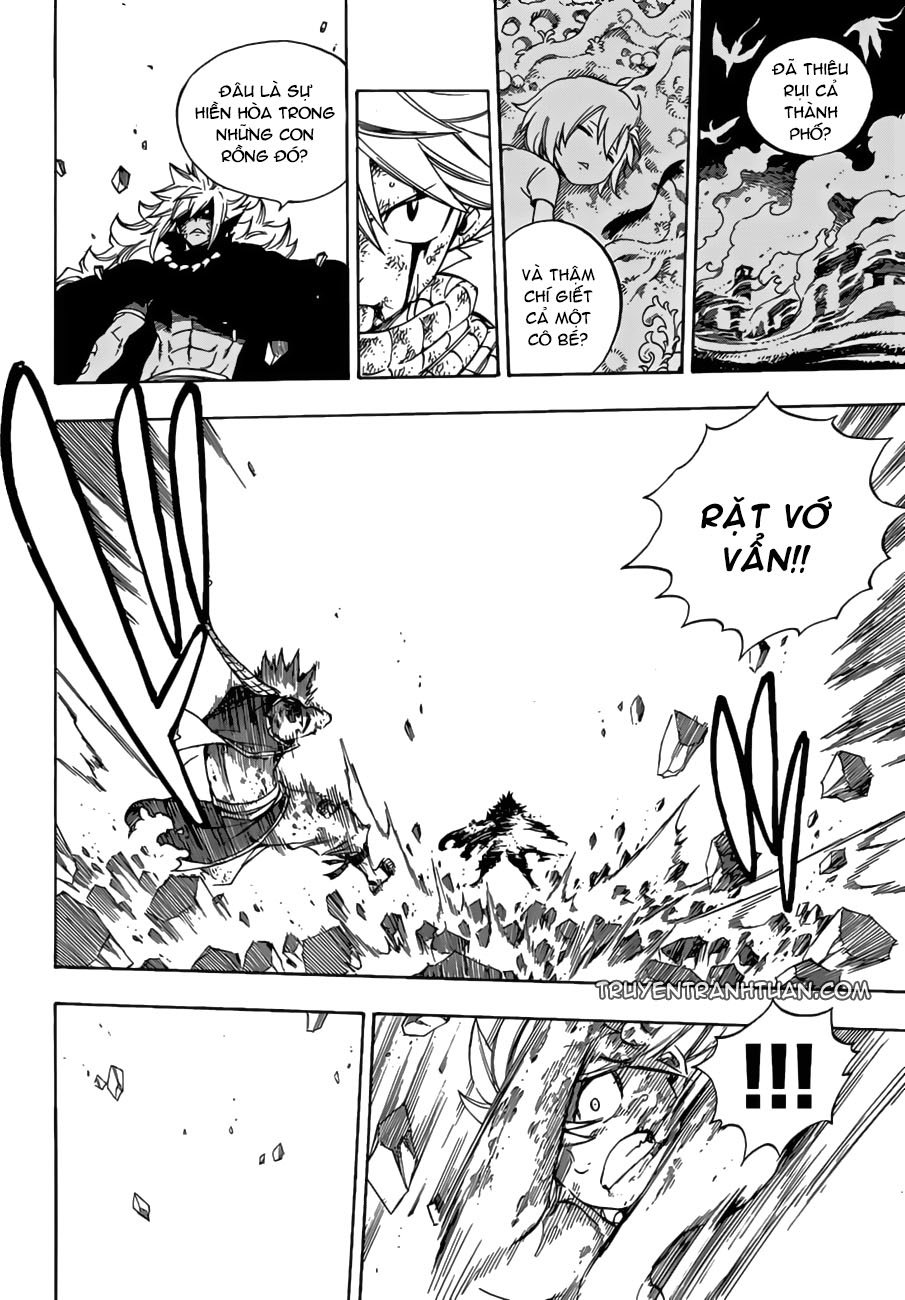 ĐÃ THIÊU
RỤI CẢ
THÀNH
PHỐ?
VÀ THẬM
CHÍ GIẾT
CẢ MỘT
CÔ BÉ?
ĐÂU LÀ SỰ
HIỀN HÒA TRONG
NHỮNG CON
RỒNG ĐÓ?
RẶT VỚ
VẨN!!
TRUYENTRANHTUAN.COM
!!!